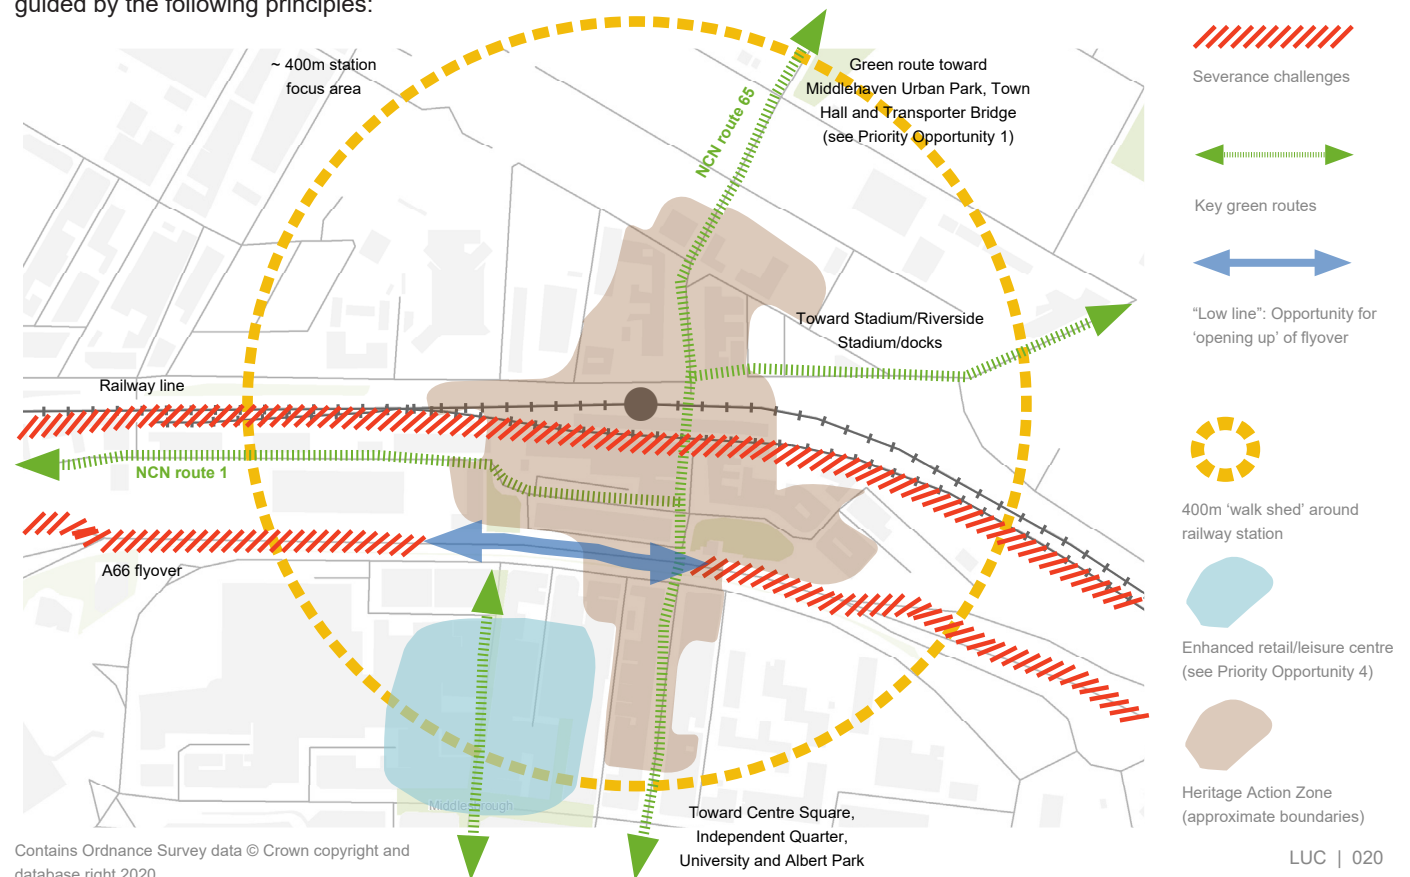 guided by the following principles:
~ 400m station
focus area
NCN route 65
Green route toward
Middlehaven Urban Park, Town
Hall and Transporter Bridge
(see Priority Opportunity 1)
Toward Stadium/Riverside
Stadium/docks
Railway line
NCN route 1
A66 flyover
Middlesbrough
Toward Centre Square,
Independent Quarter,
University and Albert Park
Severance challenges
Key green routes
“Low line”: Opportunity for
‘opening up’ of flyover
400m ‘walk shed’ around
railway station
Enhanced retail/leisure centre
(see Priority Opportunity 4)
Heritage Action Zone
(approximate boundaries)
Contains Ordnance Survey data © Crown copyright and
database right 2020
LUC | 020